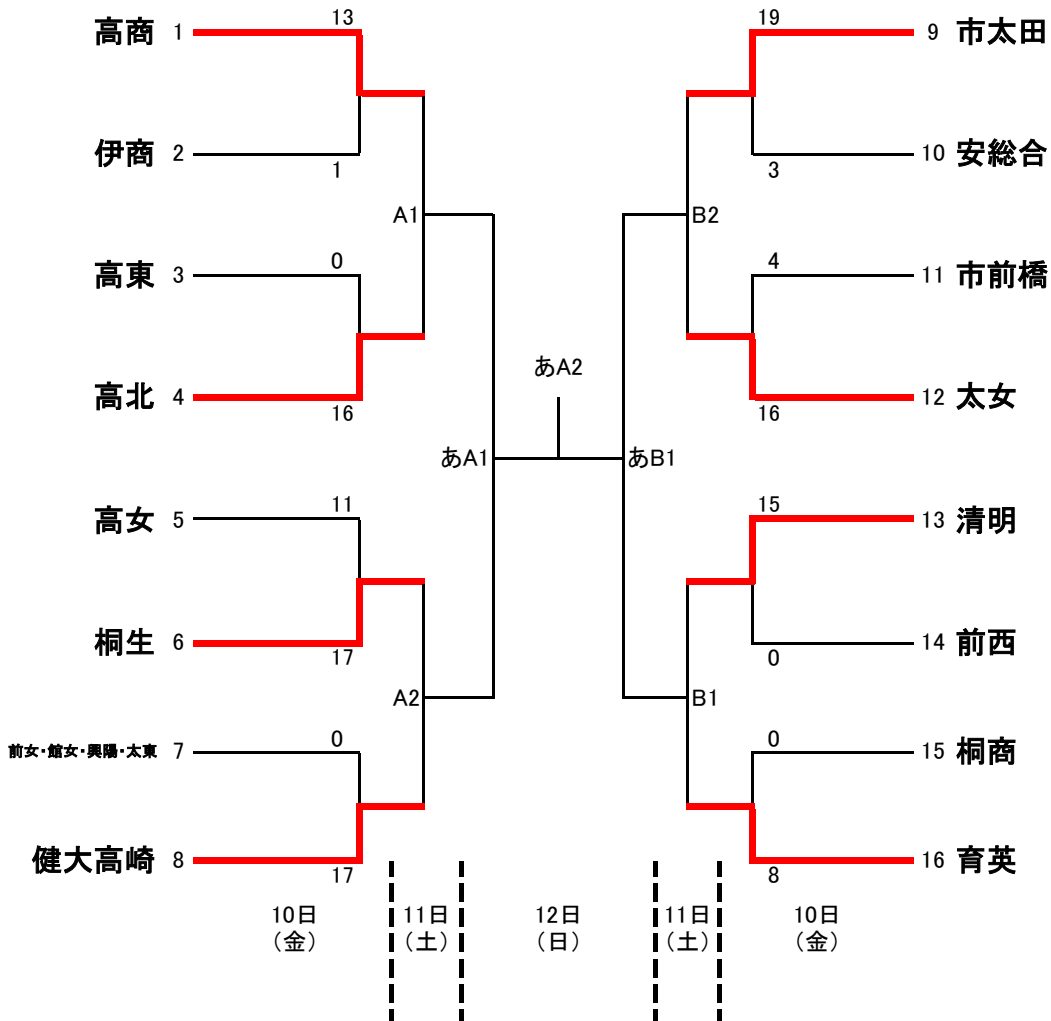 高商 1 13
伊商 2 1
A1
高東 3 0
高北 4 16
あA1
高女 5 11
桐生 6 17
A2
前女・館女・興陽・太東 7 0
健大高崎 8 17
あA2
19 9 市太田
3 10 安総合
B2
4 11 市前橋
16 12 太女
あB1
15 13 清明
0 14 前西
B1
0 15 桐商
8 16 育英
10日 11日 12日 11日 10日
（金） （土） （日） （土） （金）